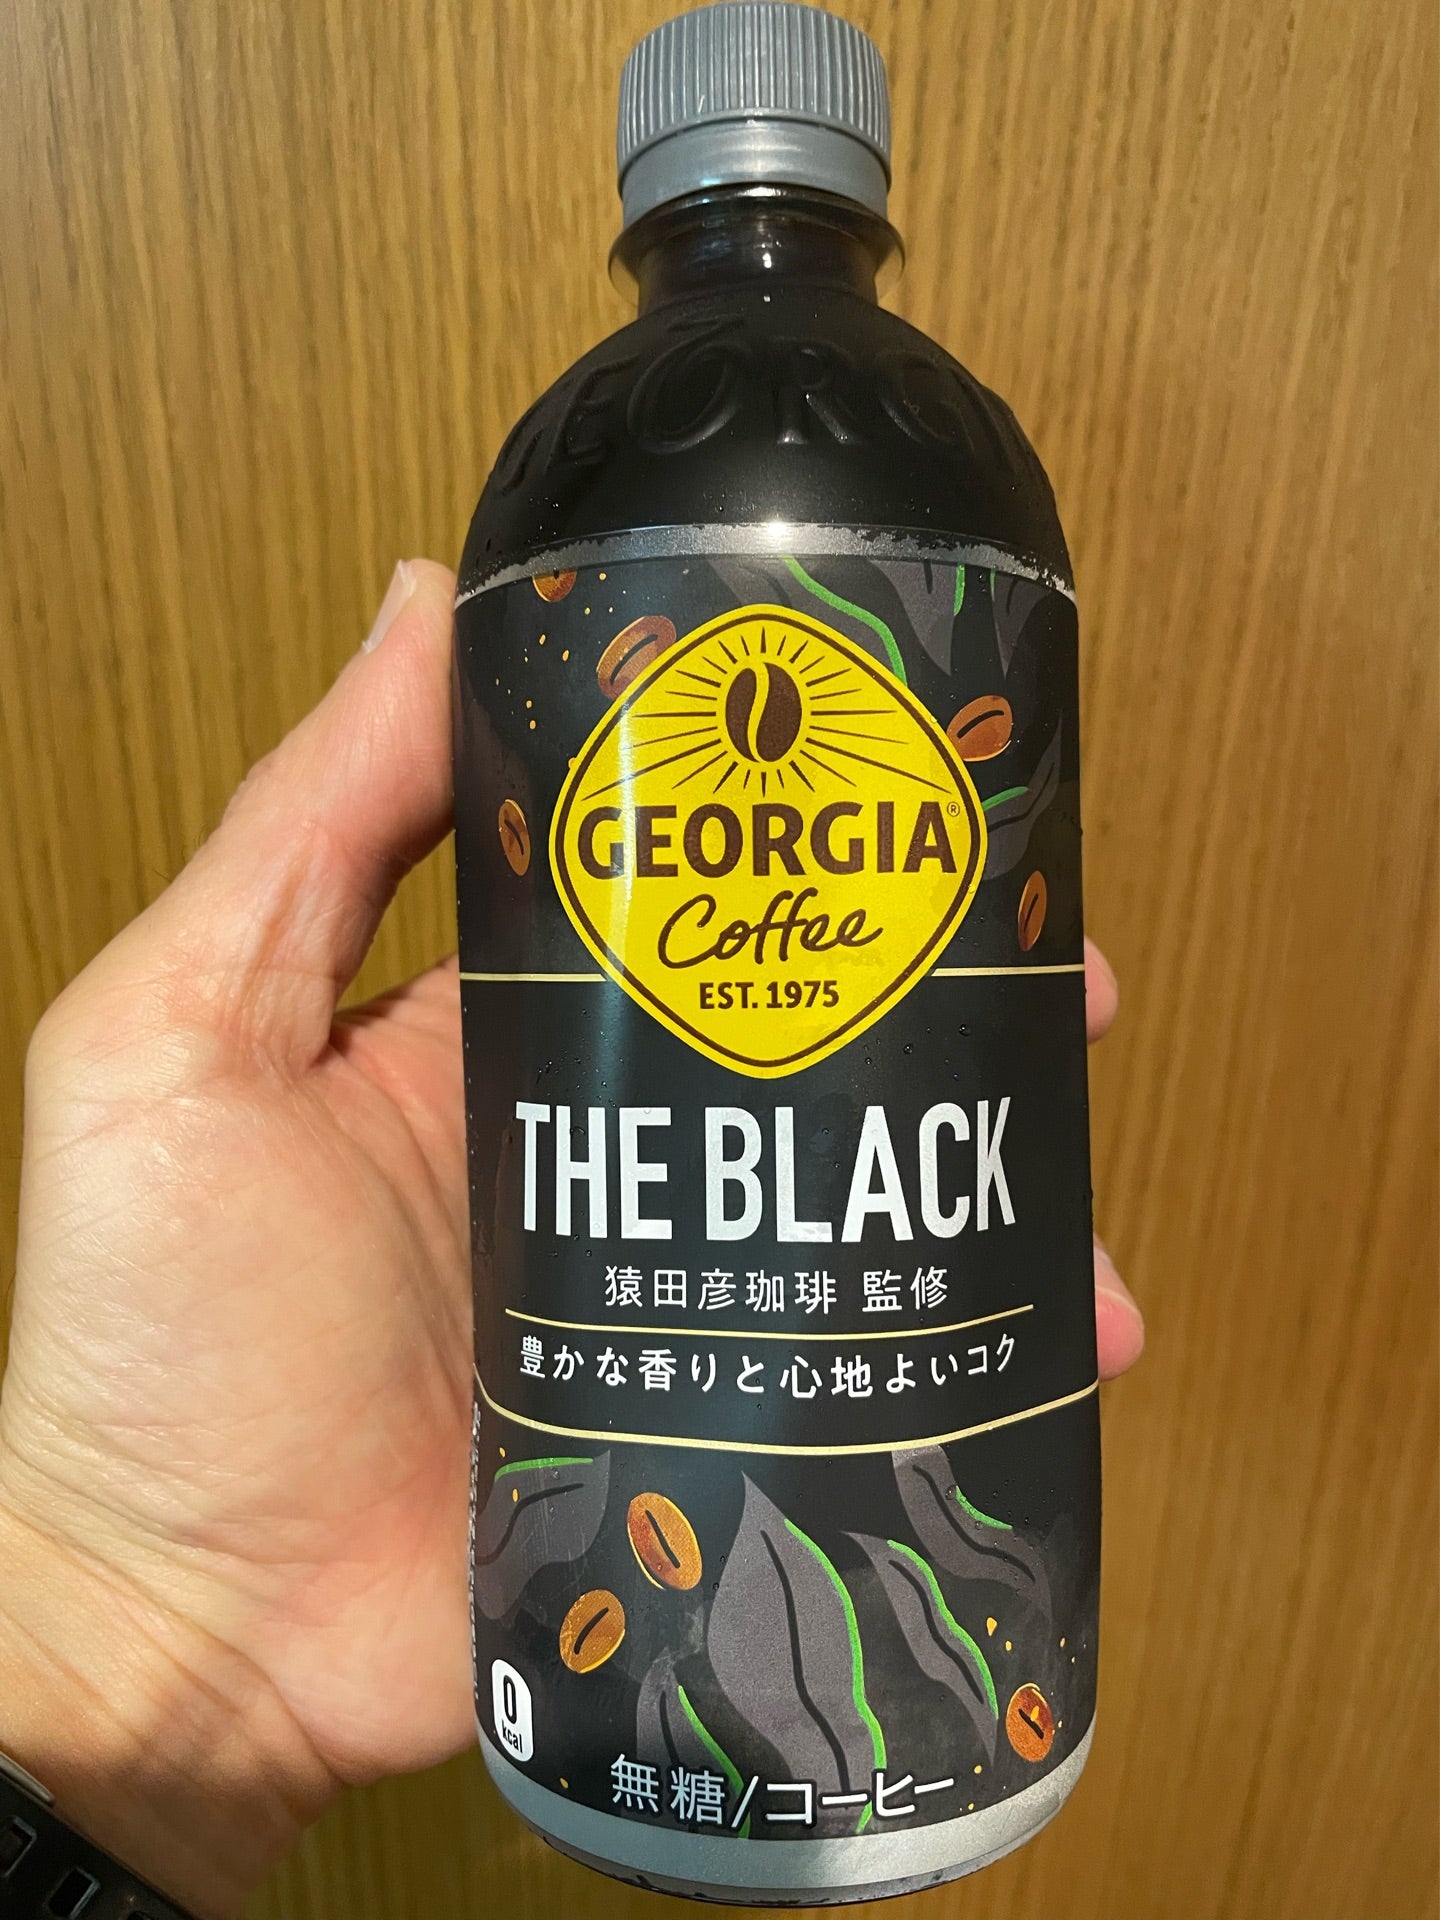 GEORGIA
GEORGIA®
Coffee
EST. 1975
THE BLACK
猿田彦珈琲 監修
豊かな香りと心地よいコク
0
kcal
無糖/コーヒー